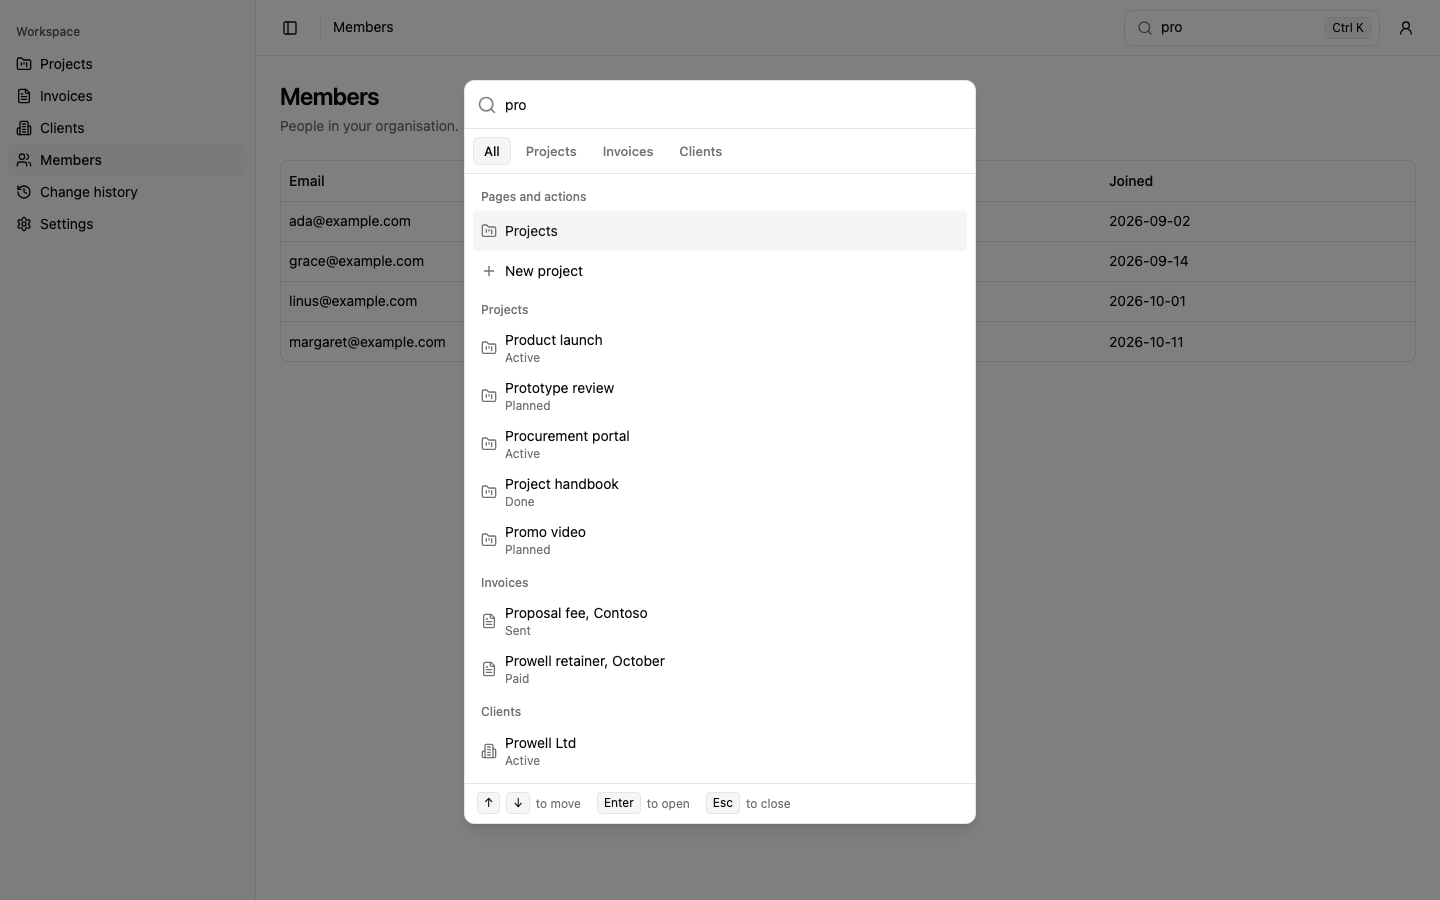 Workspace
Projects
Invoices
Clients
Members
Change history
Settings
Members
pro
Ctrl K
Members
People in your organisation.
Email
Joined
ada@example.com
2026-09-02
grace@example.com
2026-09-14
linus@example.com
2026-10-01
margaret@example.com
2026-10-11
pro
All
Projects
Invoices
Clients
Pages and actions
Projects
New project
Projects
Product launch
Active
Prototype review
Planned
Procurement portal
Active
Project handbook
Done
Promo video
Planned
Invoices
Proposal fee, Contoso
Sent
Prowell retainer, October
Paid
Clients
Prowell Ltd
Active
↑ ↓ to move Enter to open Esc to close